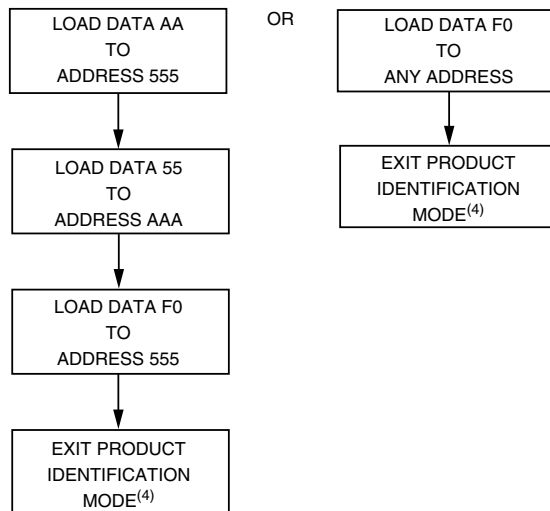 LOAD DATA AA
TO
ADDRESS 555
LOAD DATA 55
TO
ADDRESS AAA
LOAD DATA F0
TO
ADDRESS 555
EXIT PRODUCT
IDENTIFICATION
MODE(4)
OR
LOAD DATA F0
TO
ANY ADDRESS
EXIT PRODUCT
IDENTIFICATION
MODE(4)